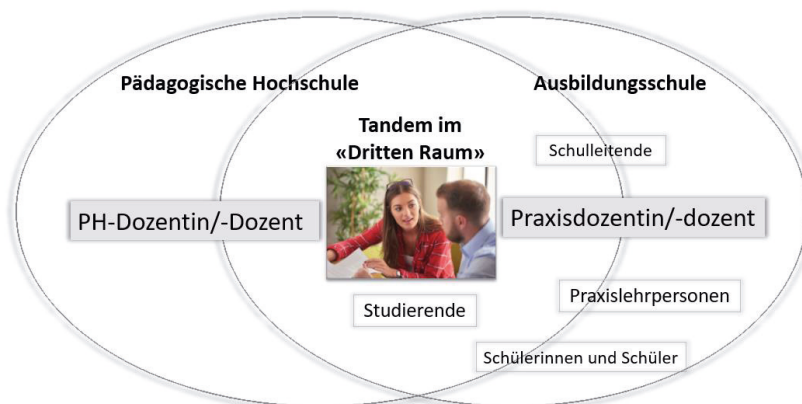 Pädagogische Hochschule
Ausbildungsschule
Tandem im
«Dritten Raum»
Schulleitende
PH-Dozentin/-Dozent
Praxisdozentin/-dozent
Studierende
Praxislehrpersonen
Schülerinnen und Schüler